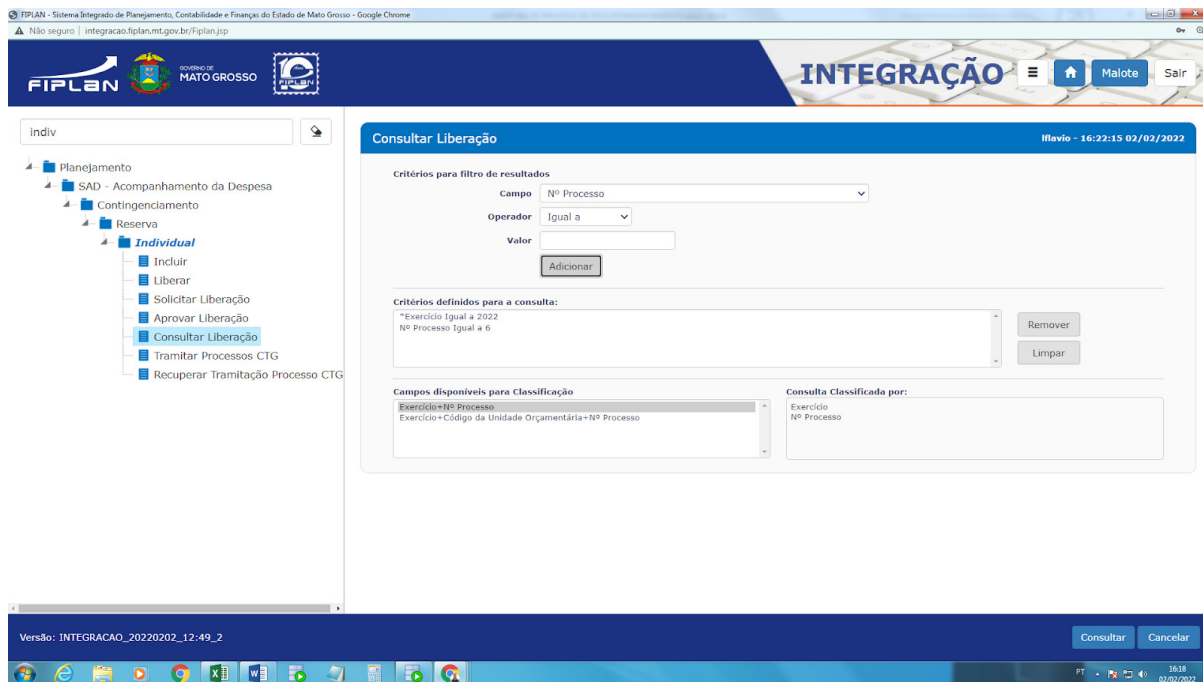 FIPLAN - Sistema Integrado de Planejamento, Contabilidade e Finanças do Estado de Mato Grosso - Google Chrome
Não seguro | integracao.fiplan.mt.gov.br/Fiplan.jsp
FIPLAN
GOVERNO DE
MATO GROSSO
FIPLAN
INTEGRAÇÃO
Malote
Sair
indiv
Planejamento
SAD - Acompanhamento da Despesa
Contingenciamento
Reserva
Individual
Incluir
Liberar
Solicitar Liberação
Aprovar Liberação
Consultar Liberação
Tramitar Processos CTG
Recuperar Tramitação Processo CTG
Consultar Liberação
lflavio - 16:22:15 02/02/2022
Critérios para filtro de resultados
Campo Nº Processo
Operador Igual a
Valor
Adicionar
Critérios definidos para a consulta:
*Exercício Igual a 2022
Nº Processo Igual a 6
Remover
Limpar
Campos disponíveis para Classificação
Exercício+Nº Processo
Exercício+Código da Unidade Orçamentária+Nº Processo
Consulta Classificada por:
Exercício
Nº Processo
Versão: INTEGRACAO_20220202_12:49_2
Consultar
Cancelar
PT
16:18
02/02/2022